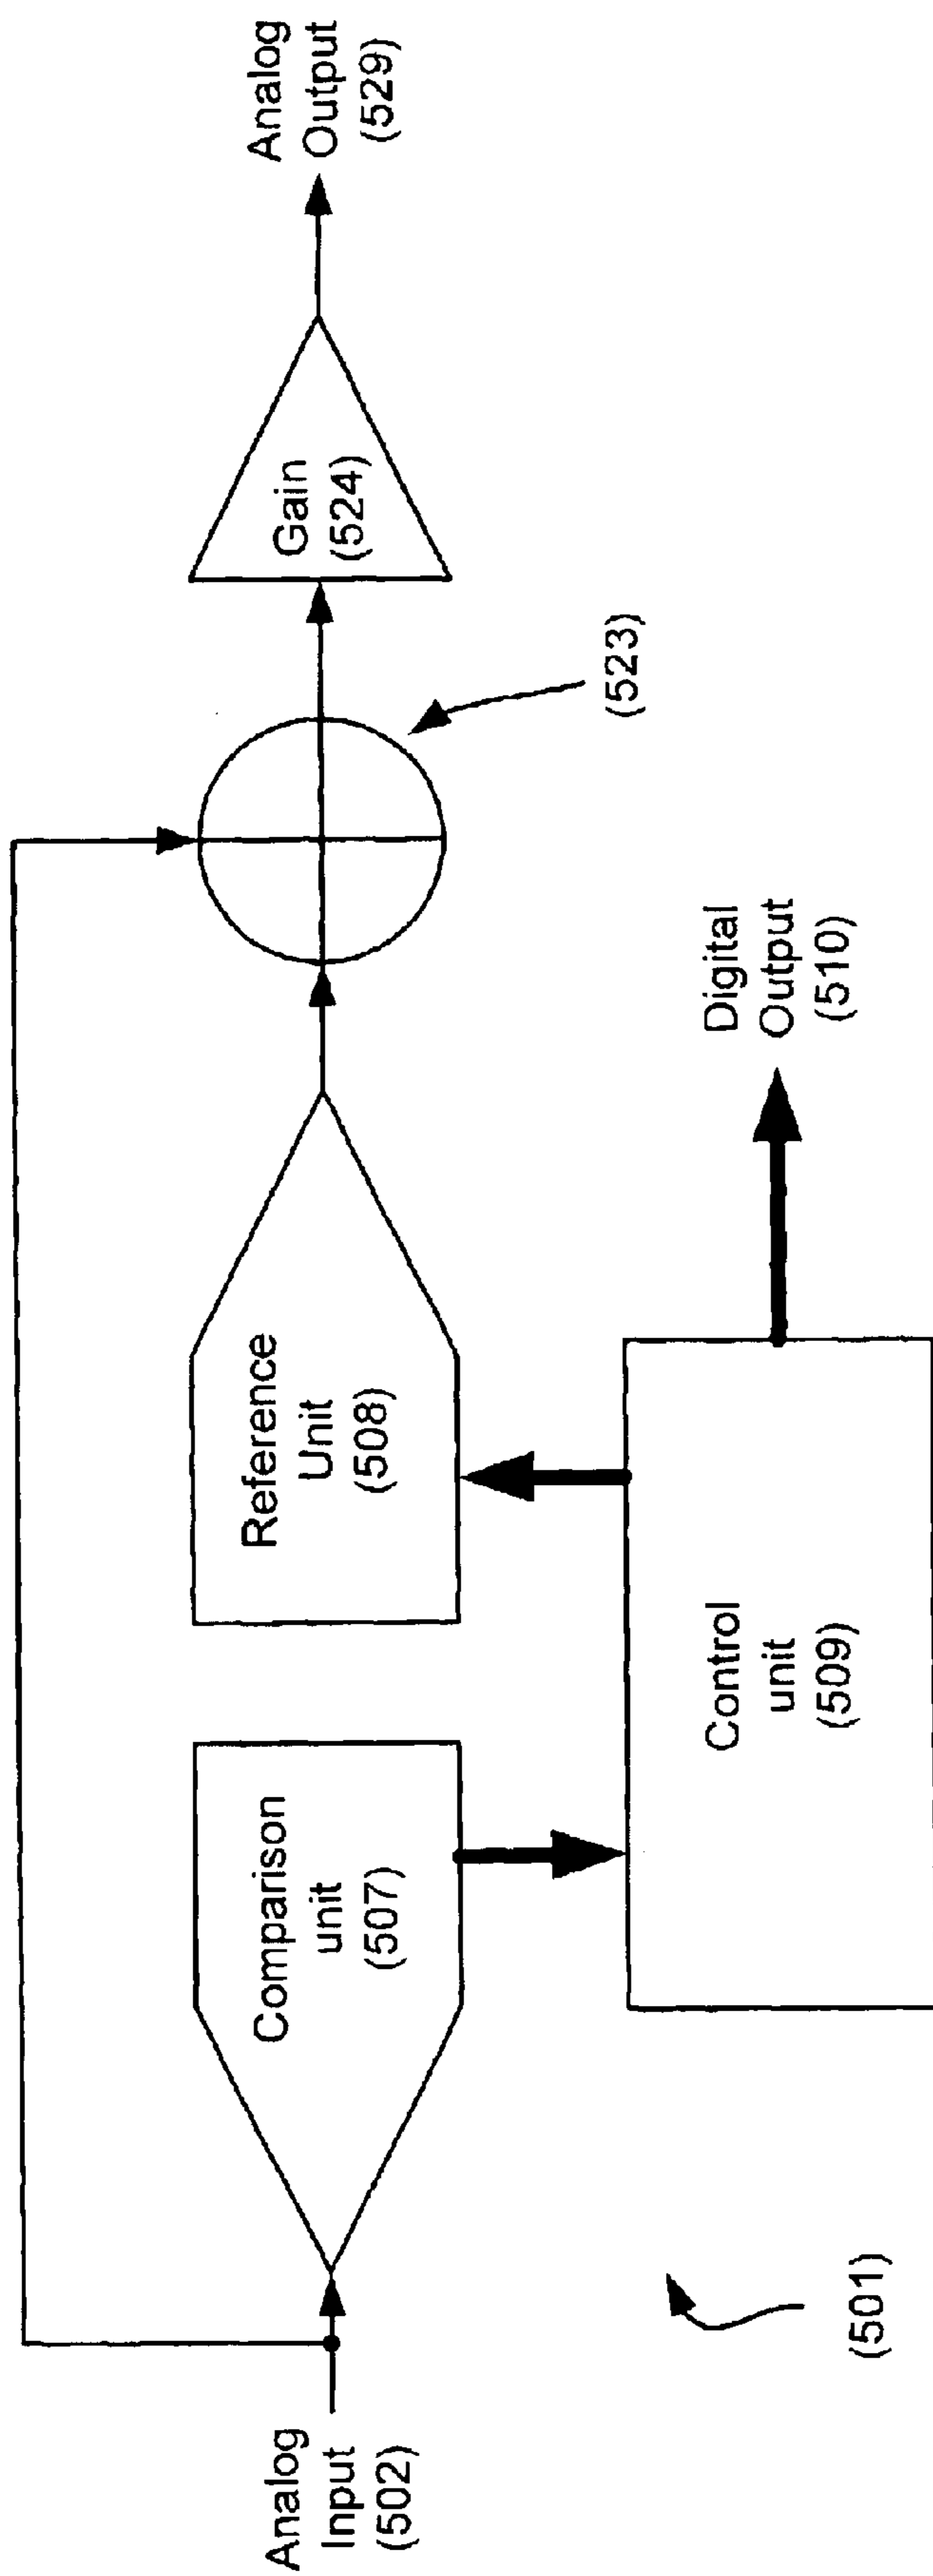 Analog
Input
(502)
Comparison
unit
(507)
Reference
Unit
(508)
(523)
Gain
(524)
Analog
Output
(529)
Control
unit
(509)
Digital
Output
(510)
(501)